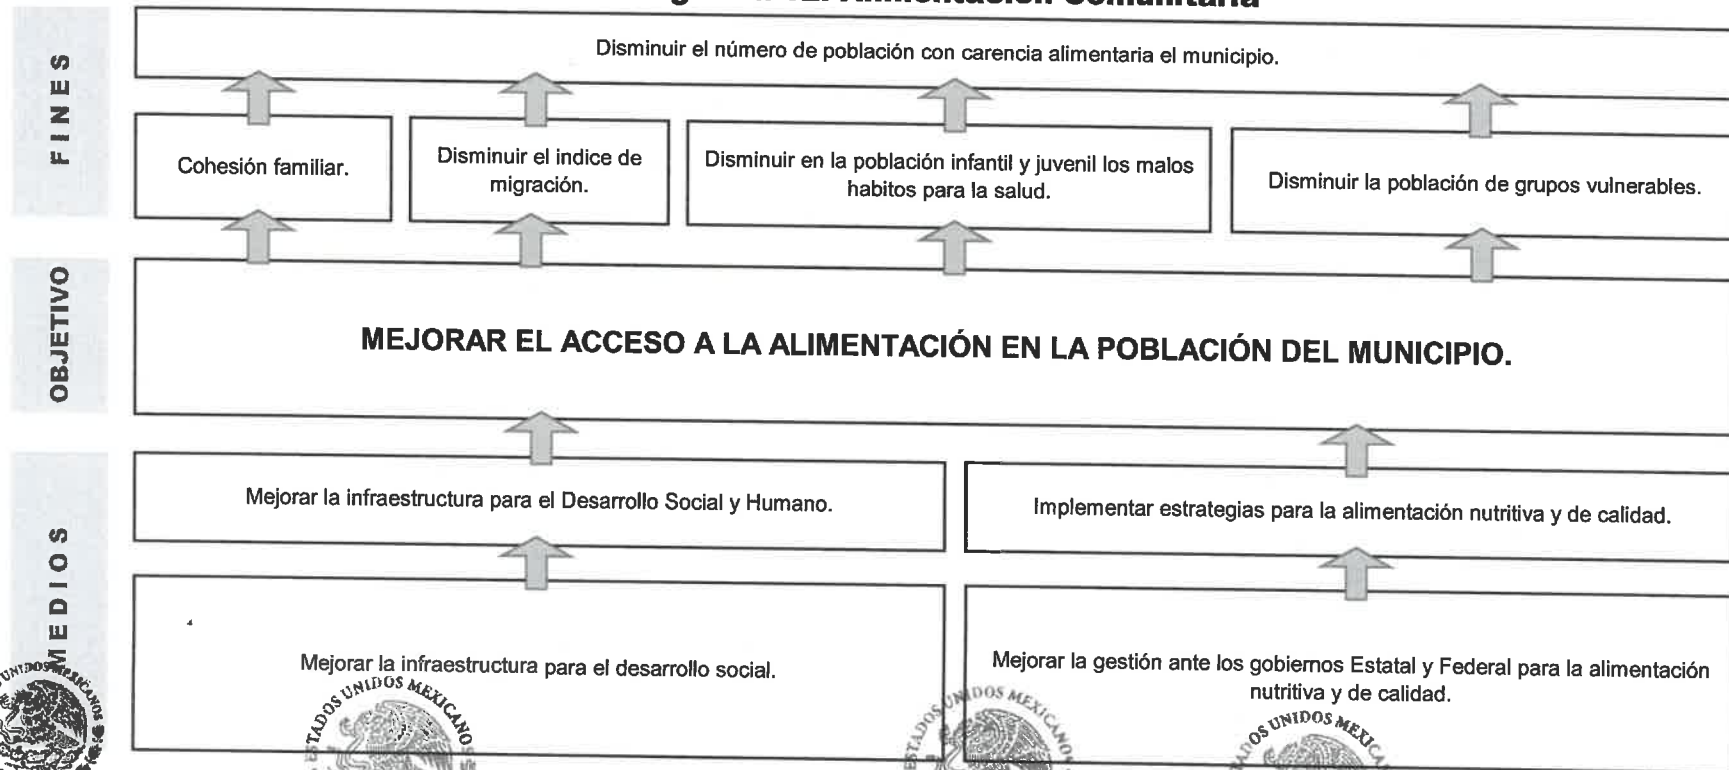 Alimentación Comunitaria
FINES
Disminuir el número de población con carencia alimentaria el municipio.
Cohesión familiar.
Disminuir el indice de
migración.
Disminuir en la población infantil y juvenil los malos
habitos para la salud.
Disminuir la población de grupos vulnerables.
OBJETIVO
MEJORAR EL ACCESO A LA ALIMENTACIÓN EN LA POBLACIÓN DEL MUNICIPIO.
MEDIOS
Mejorar la infraestructura para el Desarrollo Social y Humano.
Implementar estrategias para la alimentación nutritiva y de calidad.
Mejorar la infraestructura para el desarrollo social.
Mejorar la gestión ante los gobiernos Estatal y Federal para la alimentación
nutritiva y de calidad.
UNIDOS MEXICANOS
ESTADOS UNIDOS MEXICANOS
ESTADOS UNIDOS MEXICANOS
UNIDOS